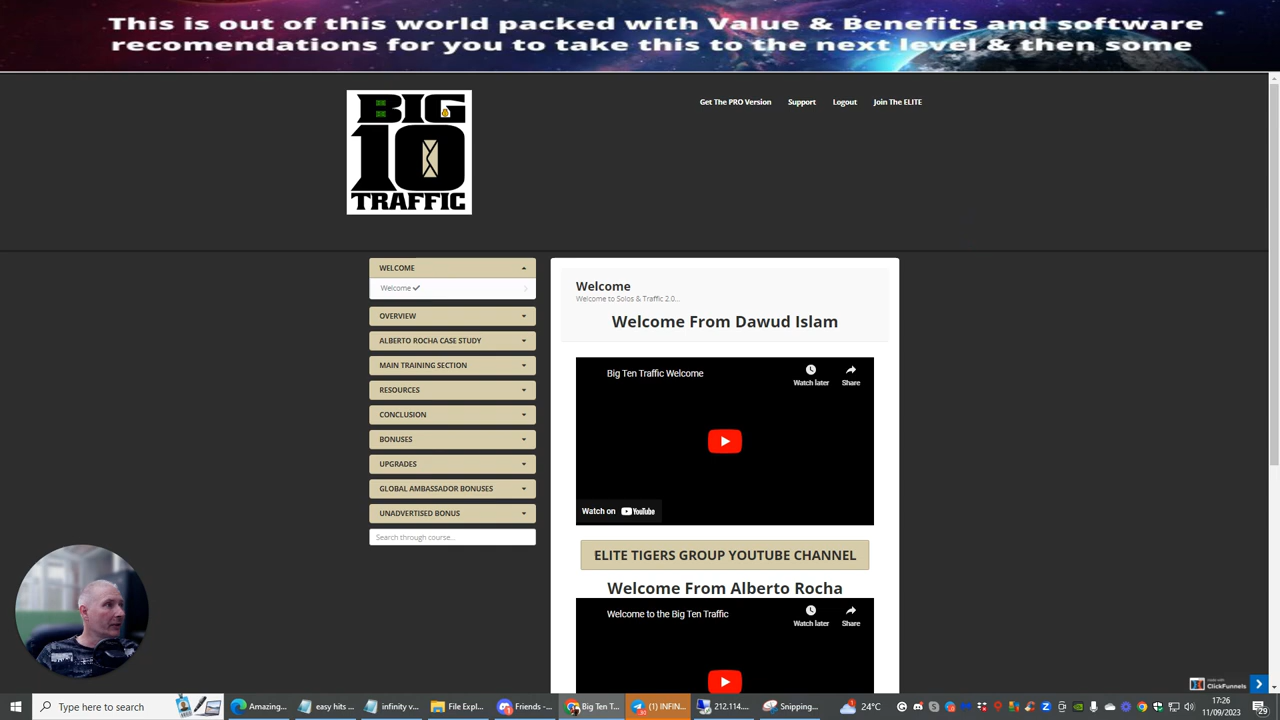 This is out of this world packed with Value & Benefits and software
recomendations for you to take this to the next level & then some
BIG
10
TRAFFIC
Get The PRO Version
Support
Logout
Join The ELITE
WELCOME
Welcome
OVERVIEW
ALBERTO ROCHA CASE STUDY
MAIN TRAINING SECTION
RESOURCES
CONCLUSION
BONUSES
UPGRADES
GLOBAL AMBASSADOR BONUSES
UNADVERTISED BONUS
Search through course...
Welcome
Welcome to Solos & Traffic 2.0...
Welcome From Dawud Islam
Big Ten Traffic Welcome
Watch later
Share
Watch on YouTube
ELITE TIGERS GROUP YOUTUBE CHANNEL
Welcome From Alberto Rocha
Welcome to the Big Ten Traffic
Watch later
Share
made with
ClickFunnels
Type here to search
Amazing...
easy hits ...
infinity v...
File Expl...
Friends - ...
Big Ten T...
(1) INFIN...
212.114....
Snipping...
24°C
17:26
11/09/2023